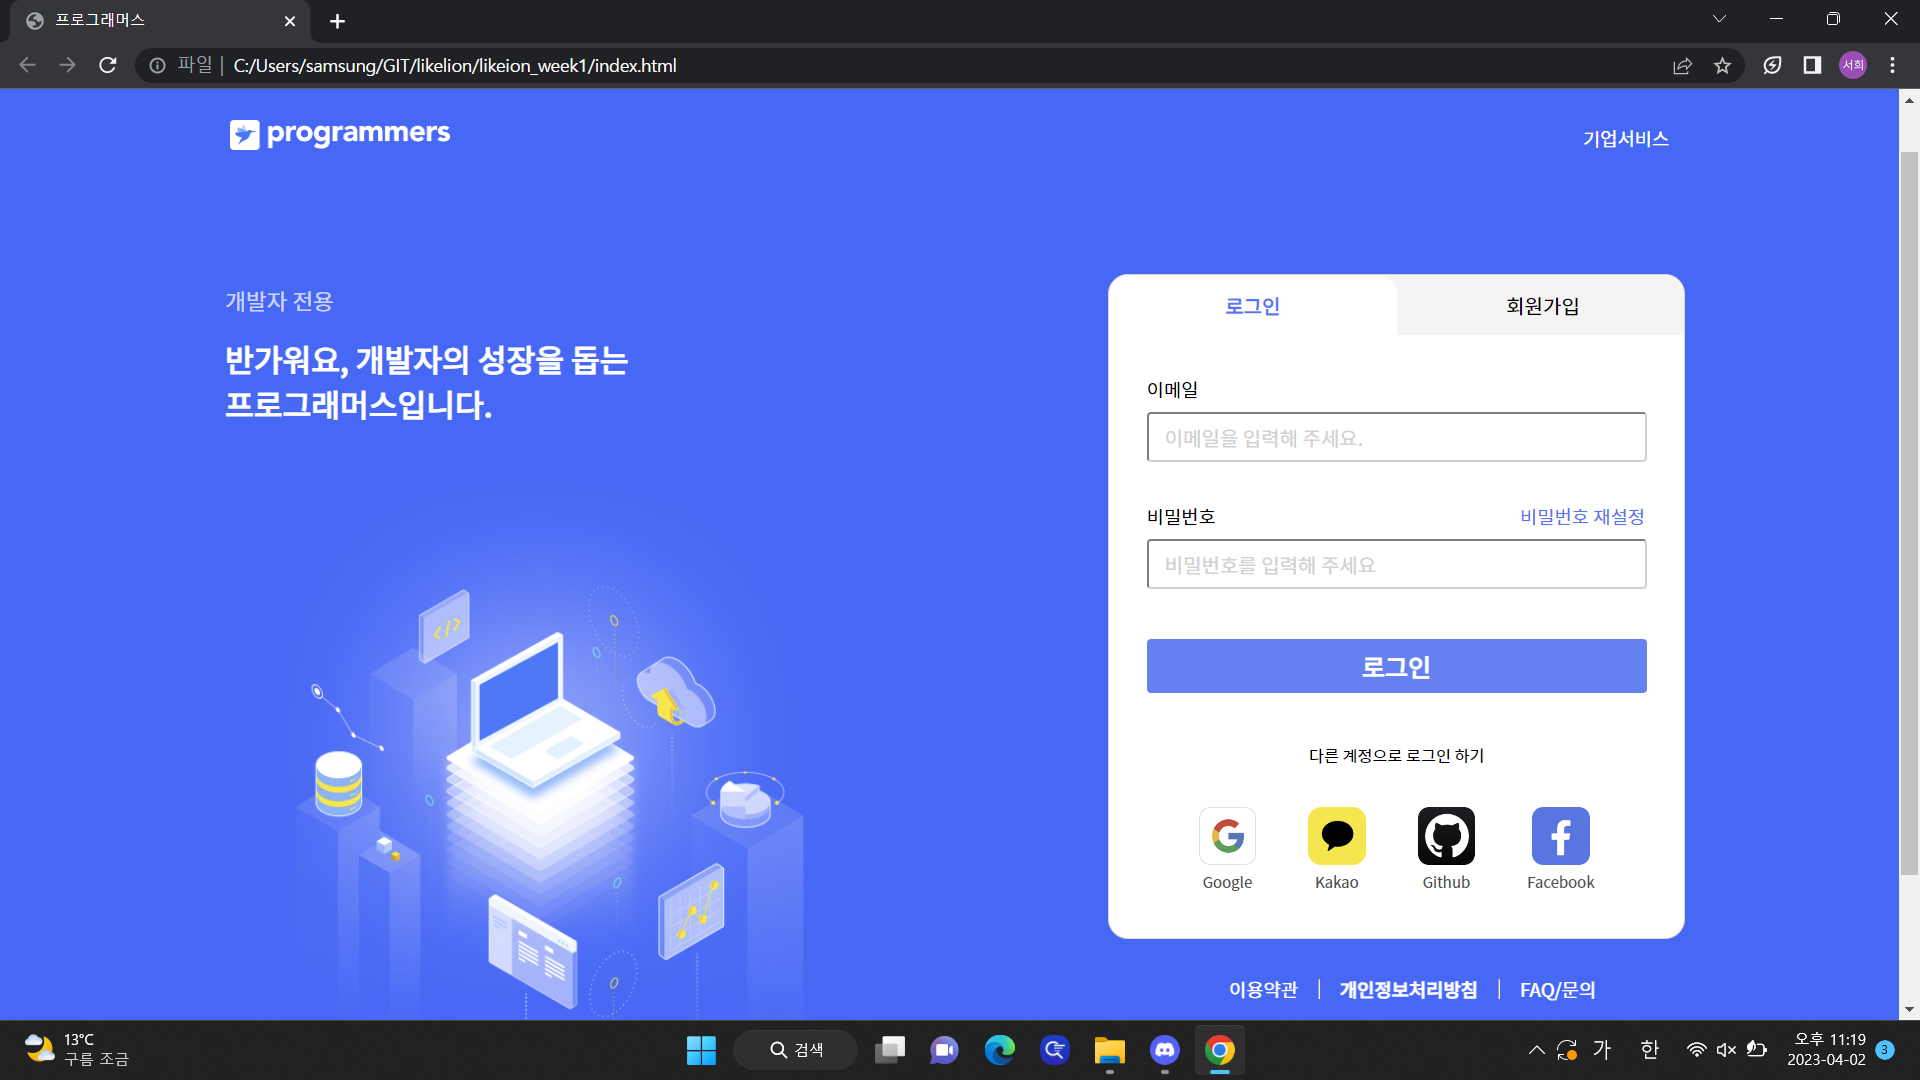 프로그래머스
파일 | C:/Users/samsung/GIT/likelion/likeion_week1/index.html
서희
programmers
기업서비스
개발자 전용
반가워요, 개발자의 성장을 돕는
프로그래머스입니다.
로그인
회원가입
이메일
이메일을 입력해 주세요.
비밀번호
비밀번호 재설정
비밀번호를 입력해 주세요
로그인
다른 계정으로 로그인 하기
Google
Kakao
Github
Facebook
이용약관
개인정보처리방침
FAQ/문의
</>
13°C
구름 조금
검색
가
한
오후 11:19
2023-04-02
3